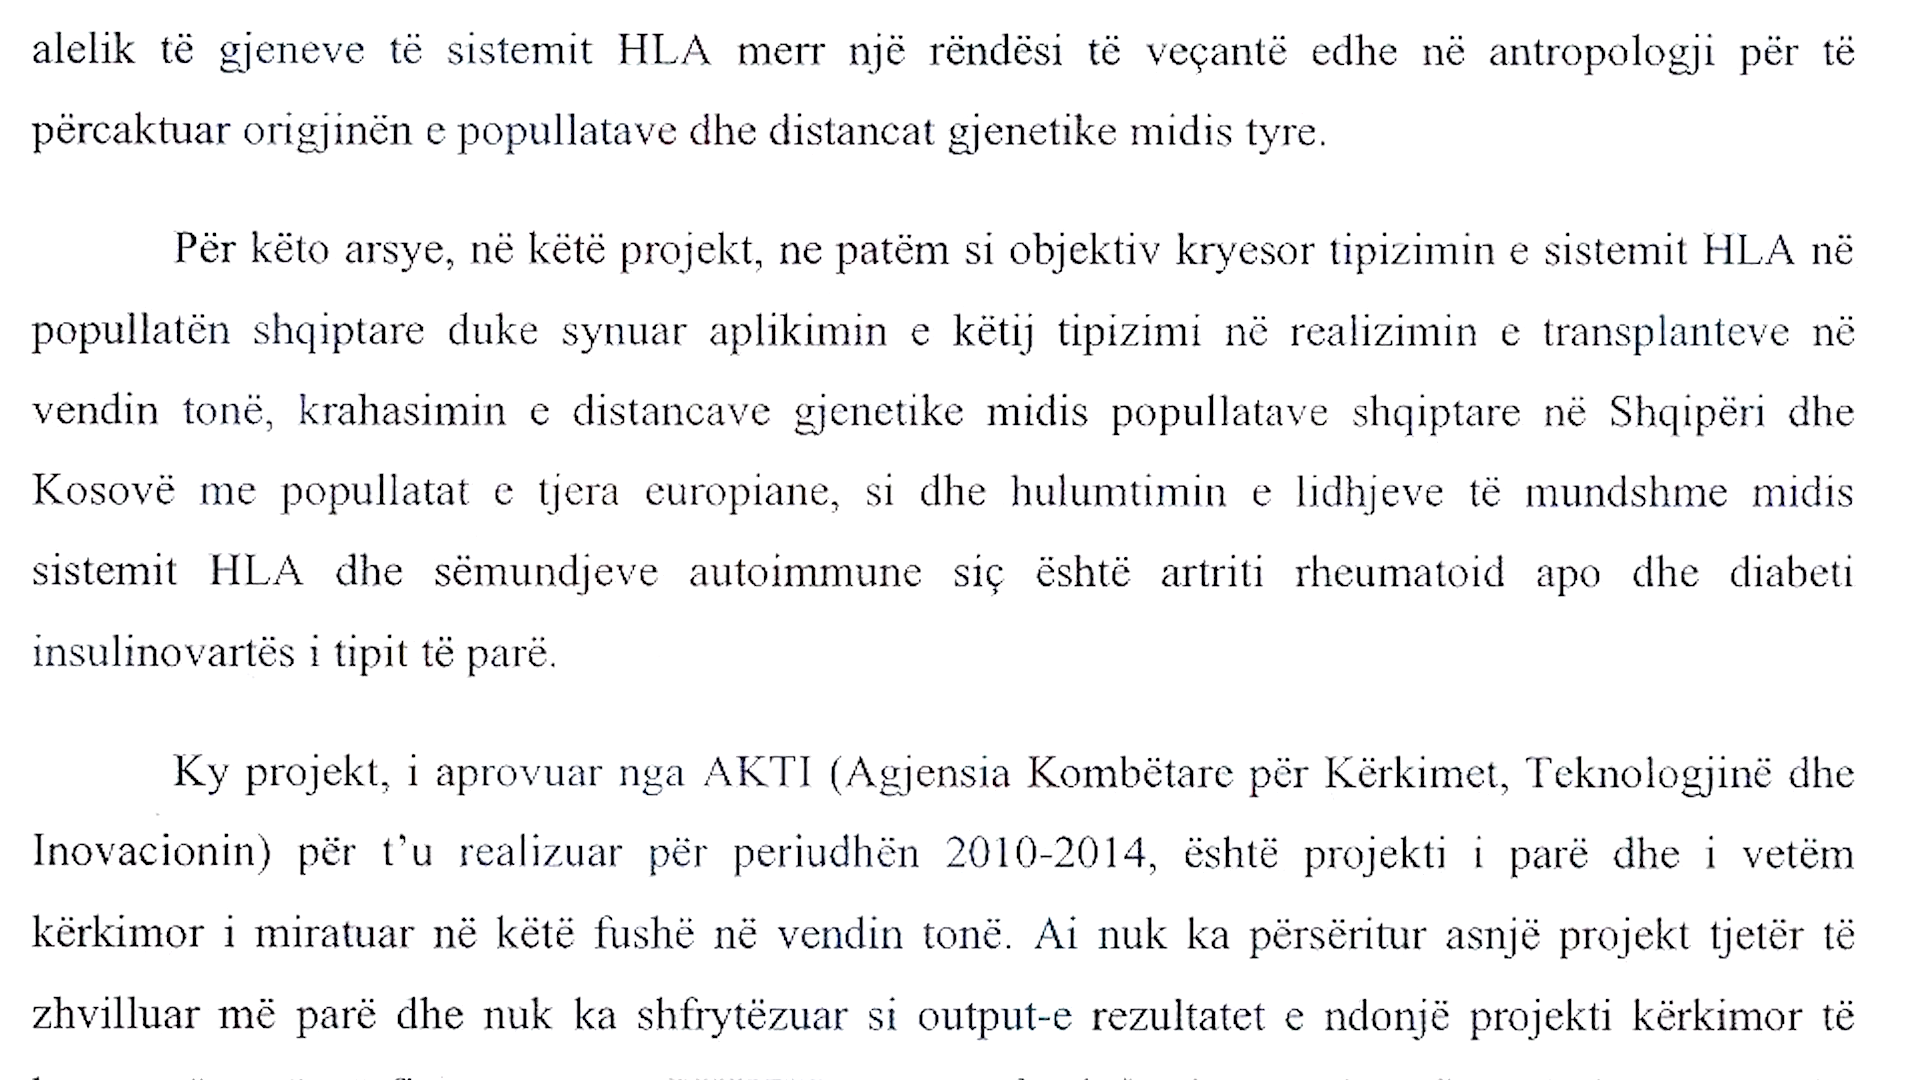 alelik të gjeneve të sistemit HLA merr një rëndësi të veçantë edhe në antropologji për të
përcaktuar origjinën e popullatave dhe distancat gjenetike midis tyre.
Për këto arsye, në këtë projekt, ne patëm si objektiv kryesor tipizimin e sistemit HLA në
popullatën shqiptare duke synuar aplikimin e këtij tipizimi në realizimin e transplanteve në
vendin tonë, krahasimin e distancave gjenetike midis popullatave shqiptare në Shqipëri dhe
Kosovë me popullatat e tjera europiane, si dhe hulumtimin e lidhjeve të mundshme midis
sistemit HLA dhe sëmundjeve autoimmune siç është artriti rheumatoid apo dhe diabeti
insulinovartës i tipit të parë.
Ky projekt, i aprovuar nga AKTI (Agjensia Kombëtare për Kërkimet, Teknologjinë dhe
Inovacionin) për t’u realizuar për periudhën 2010-2014, është projekti i parë dhe i vetëm
kërkimor i miratuar në këtë fushë në vendin tonë. Ai nuk ka përsëritur asnjë projekt tjetër të
zhvilluar më parë dhe nuk ka shfrytëzuar si output-e rezultatet e ndonjë projekti kërkimor të